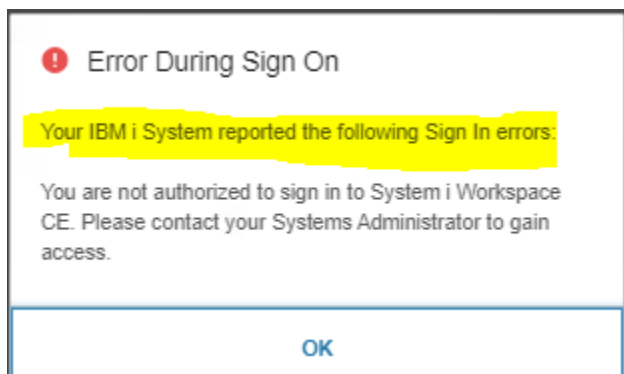 Error During Sign On
Your IBM i System reported the following Sign In errors:
You are not authorized to sign in to System i Workspace
CE. Please contact your Systems Administrator to gain
access.
OK